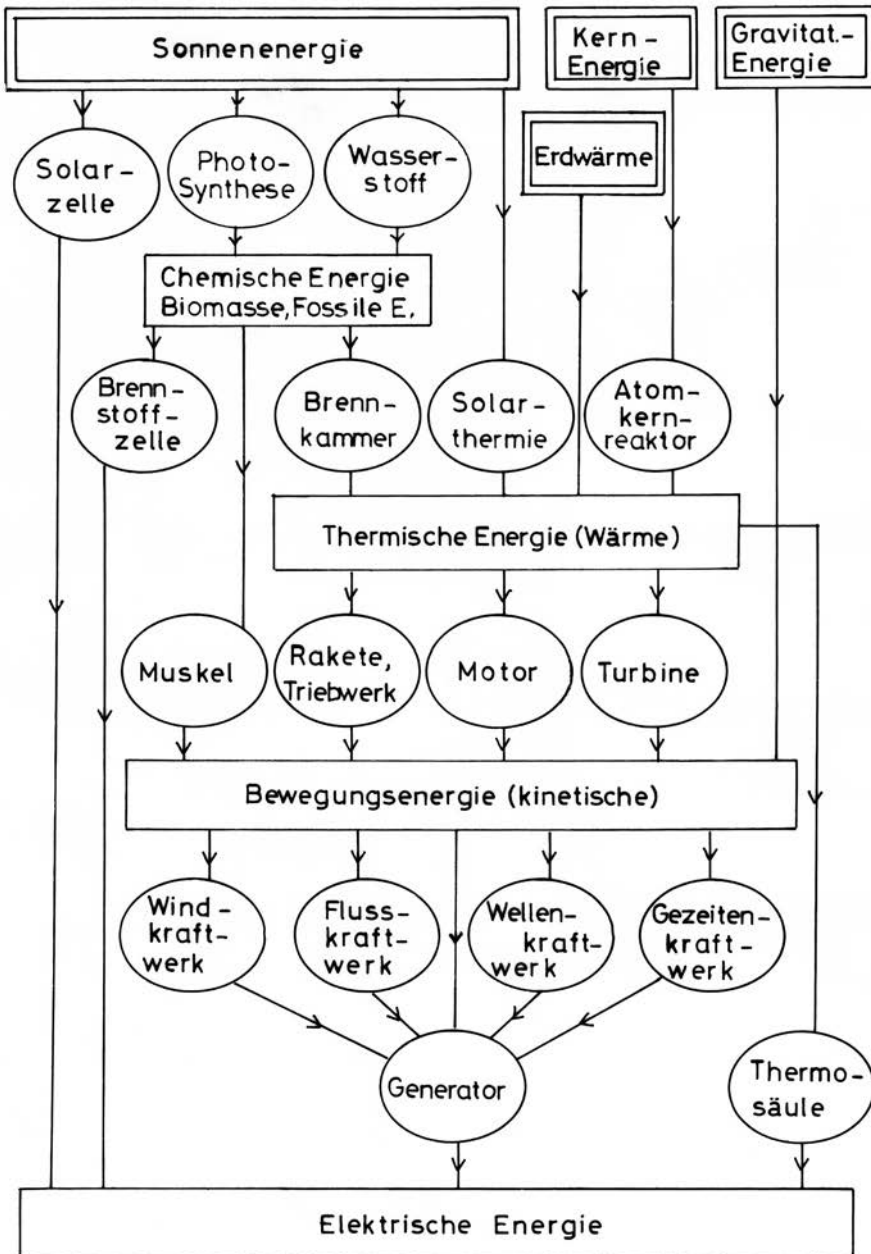 Sonnenenergie
Kern-
Energie
Gravitat.-
Energie
Solar-
zelle
Photo-
Synthese
Wasser-
stoff
Erdwärme
Chemische Energie
Biomasse, Fossile E.
Brenn-
stoff-
zelle
Brenn-
kammer
Solar-
thermie
Atom-
kern-
reaktor
Thermische Energie (Wärme)
Muskel
Rakete,
Triebwerk
Motor
Turbine
Bewegungsenergie (kinetische)
Wind-
kraft-
werk
Fluss-
kraft-
werk
Wellen-
kraft-
werk
Gezeiten-
kraft-
werk
Generator
Thermo-
säule
Elektrische Energie